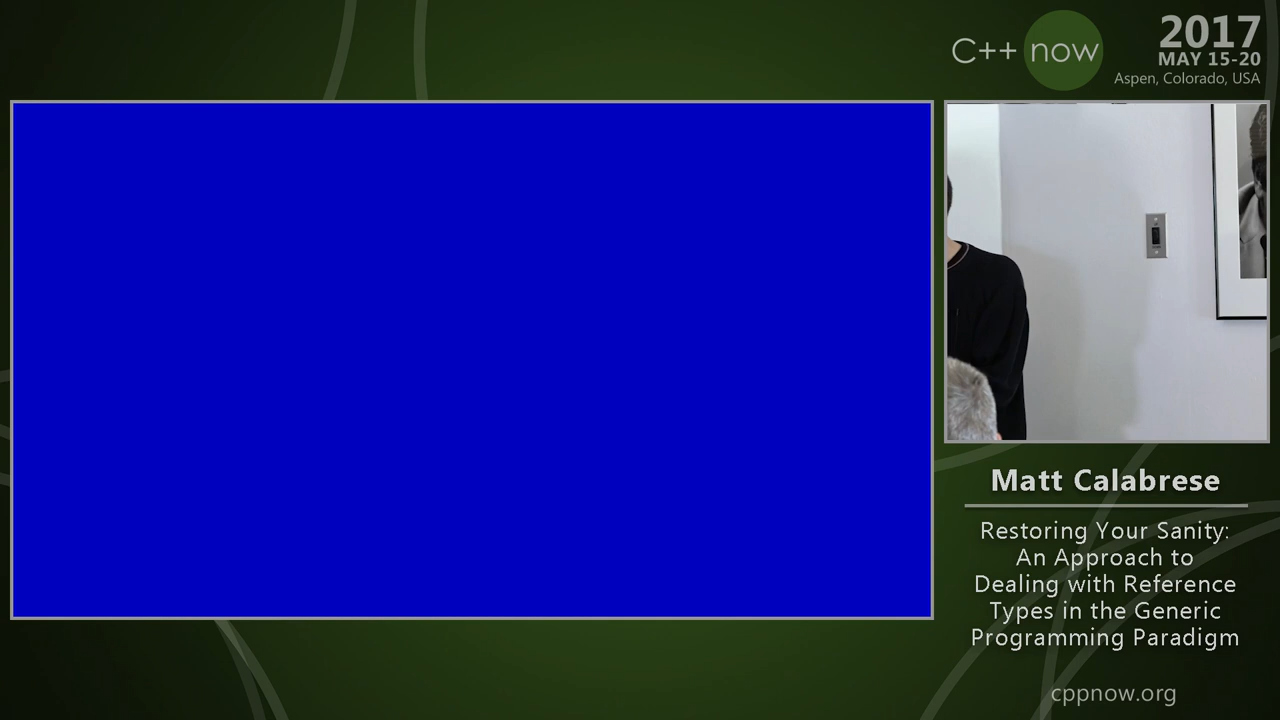 C++ now
2017
MAY 15-20
Aspen, Colorado, USA
Matt Calabrese
Restoring Your Sanity:
An Approach to
Dealing with Reference
Types in the Generic
Programming Paradigm
cppnow.org